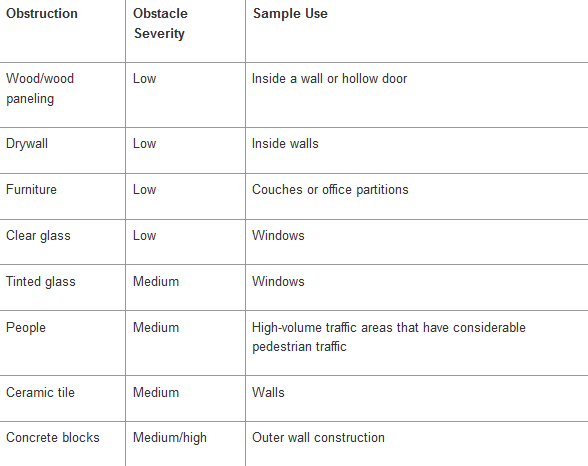 Obstruction Obstacle Severity Sample Use
Wood/wood paneling Low Inside a wall or hollow door
Drywall Low Inside walls
Furniture Low Couches or office partitions
Clear glass Low Windows
Tinted glass Medium Windows
People Medium High-volume traffic areas that have considerable pedestrian traffic
Ceramic tile Medium Walls
Concrete blocks Medium/high Outer wall construction